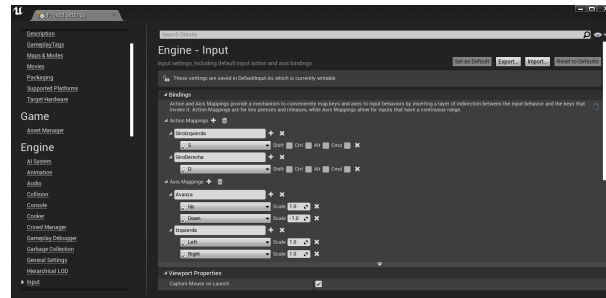 Project Settings
Description
GameplayTags
Maps & Modes
Movies
Packaging
Supported Platforms
Target Hardware
Game
Asset Manager
Engine
AI System
Animation
Audio
Collision
Console
Cooker
Crowd Manager
Gameplay Debugger
Garbage Collection
General Settings
Hierarchical LOD
Input
Search Details
Engine - Input
Input settings, including default input action and axis bindings.
Set as Default Export... Import... Reset to Defaults
These settings are saved in DefaultInput.ini, which is currently writable.
Bindings
Action and Axis Mappings provide a mechanism to conveniently map keys and axes to input behaviors by inserting a layer of indirection between the input behavior and the keys that
invoke it. Action Mappings are for key presses and releases, while Axis Mappings allow for inputs that have a continuous range.
Action Mappings
GiroIzquierda
S Shift Ctrl Alt Cmd
GiroDerecha
D Shift Ctrl Alt Cmd
Axis Mappings
Avanza
Up Scale 1.0
Down Scale -1.0
Izquierda
Left Scale 1.0
Right Scale 1.0
Viewport Properties
Capture Mouse on Launch